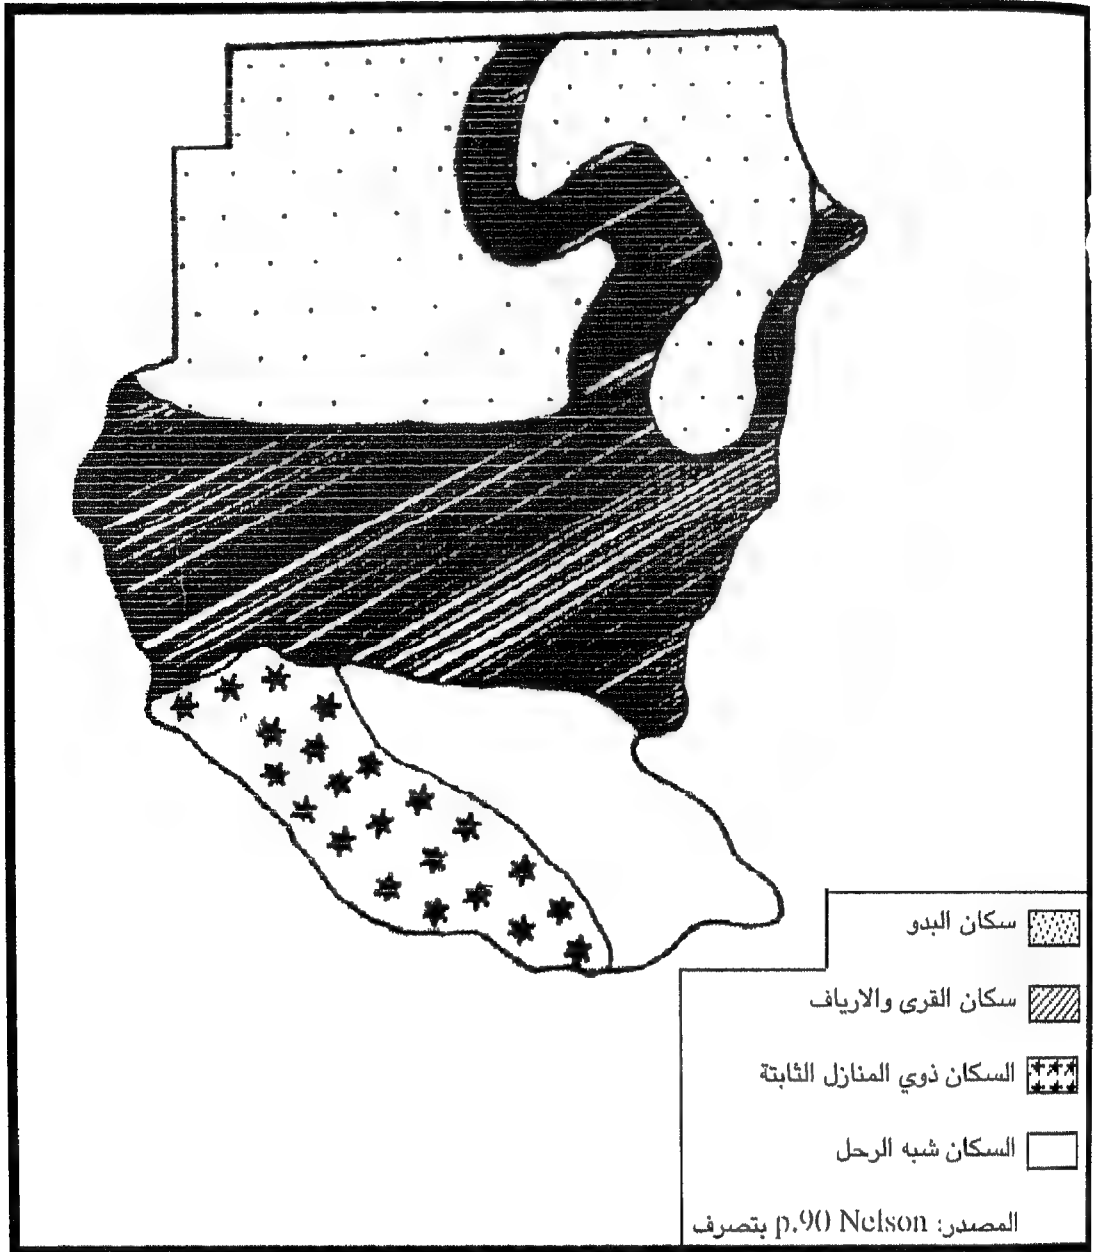 سكان البدو
سكان القرى والارياف
السكان ذوي المنازل الثابتة
السكان شبه الرحل
المصدر: p.90 Nelson بتصرف